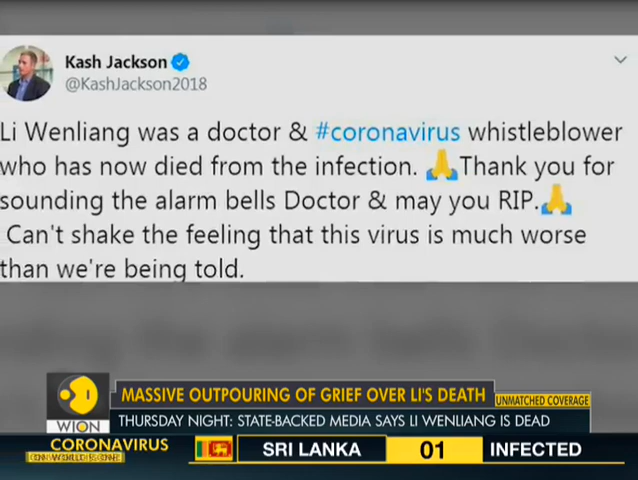 Kash Jackson
@KashJackson2018
Li Wenliang was a doctor & #coronavirus whistleblower
who has now died from the infection. 🙏Thank you for
sounding the alarm bells Doctor & may you RIP.🙏
Can't shake the feeling that this virus is much worse
than we're being told.
MASSIVE OUTPOURING OF GRIEF OVER LI'S DEATH UNMATCHED COVERAGE
WION THURSDAY NIGHT: STATE-BACKED MEDIA SAYS LI WENLIANG IS DEAD
CORONAVIRUS SRI LANKA 01 INFECTED